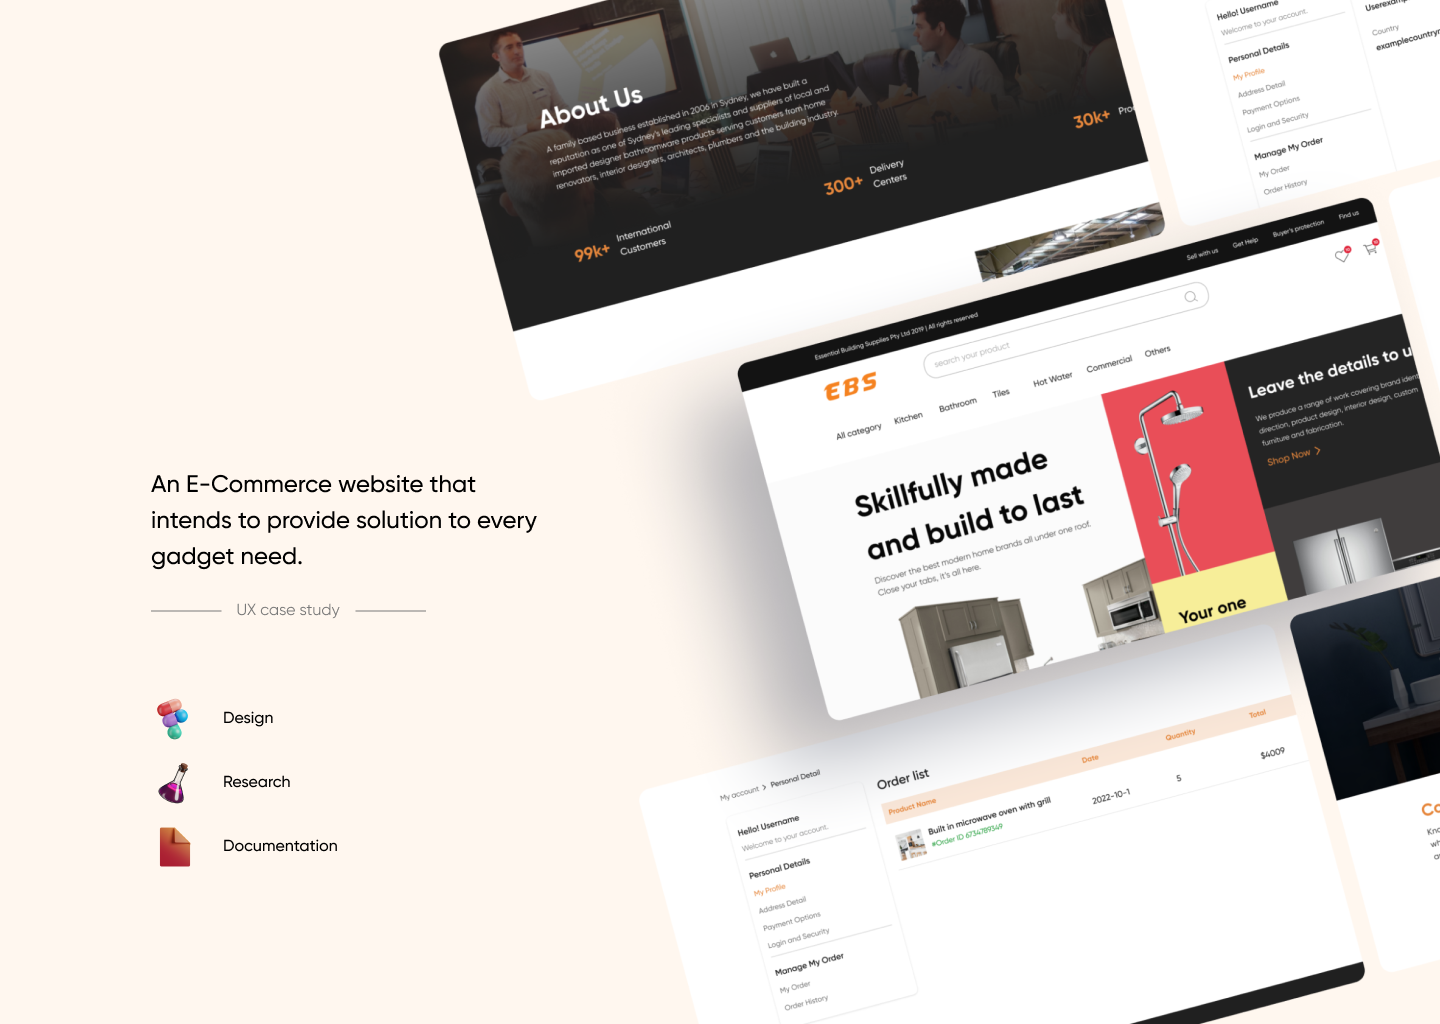 An E-Commerce website that
intends to provide solution to every
gadget need.
UX case study
Design
Research
Documentation
About Us
A family based business established in 2006 in Sydney, we have built a
reputation as one of Sydney's leading specialists and suppliers of local and
imported designer bathroomware products serving customers from home
renovators, interior designers, architects, plumbers and the building industry.
99k+
International
Customers
300+
Delivery
Centers
30k+
Hello! Username
Welcome to your account.
Personal Details
My Profile
Address Detail
Payment Options
Login and Security
Manage My Order
My Order
Order History
Country
Essential Building Supplies Pty Ltd 2019 | All rights reserved
Sell with us
Get Help
Buyer's protection
Find us
EBS
search your product
All category
Kitchen
Bathroom
Tiles
Hot Water
Commercial
Others
Skillfully made
and build to last
Discover the best modern home brands all under one roof.
Close your tabs, it's all here.
Leave the details to u
We produce a range of work covering brand ident
direction, product design, interior design, custom
furniture and fabrication.
Shop Now
Your one
My account > Personal Detail
Hello! Username
Welcome to your account.
Personal Details
My Profile
Address Detail
Payment Options
Login and Security
Manage My Order
My Order
Order History
Order list
Product Name
Date
Quantity
Total
Built in microwave oven with grill
#Order ID 6734789349
2022-10-1
5
$4009